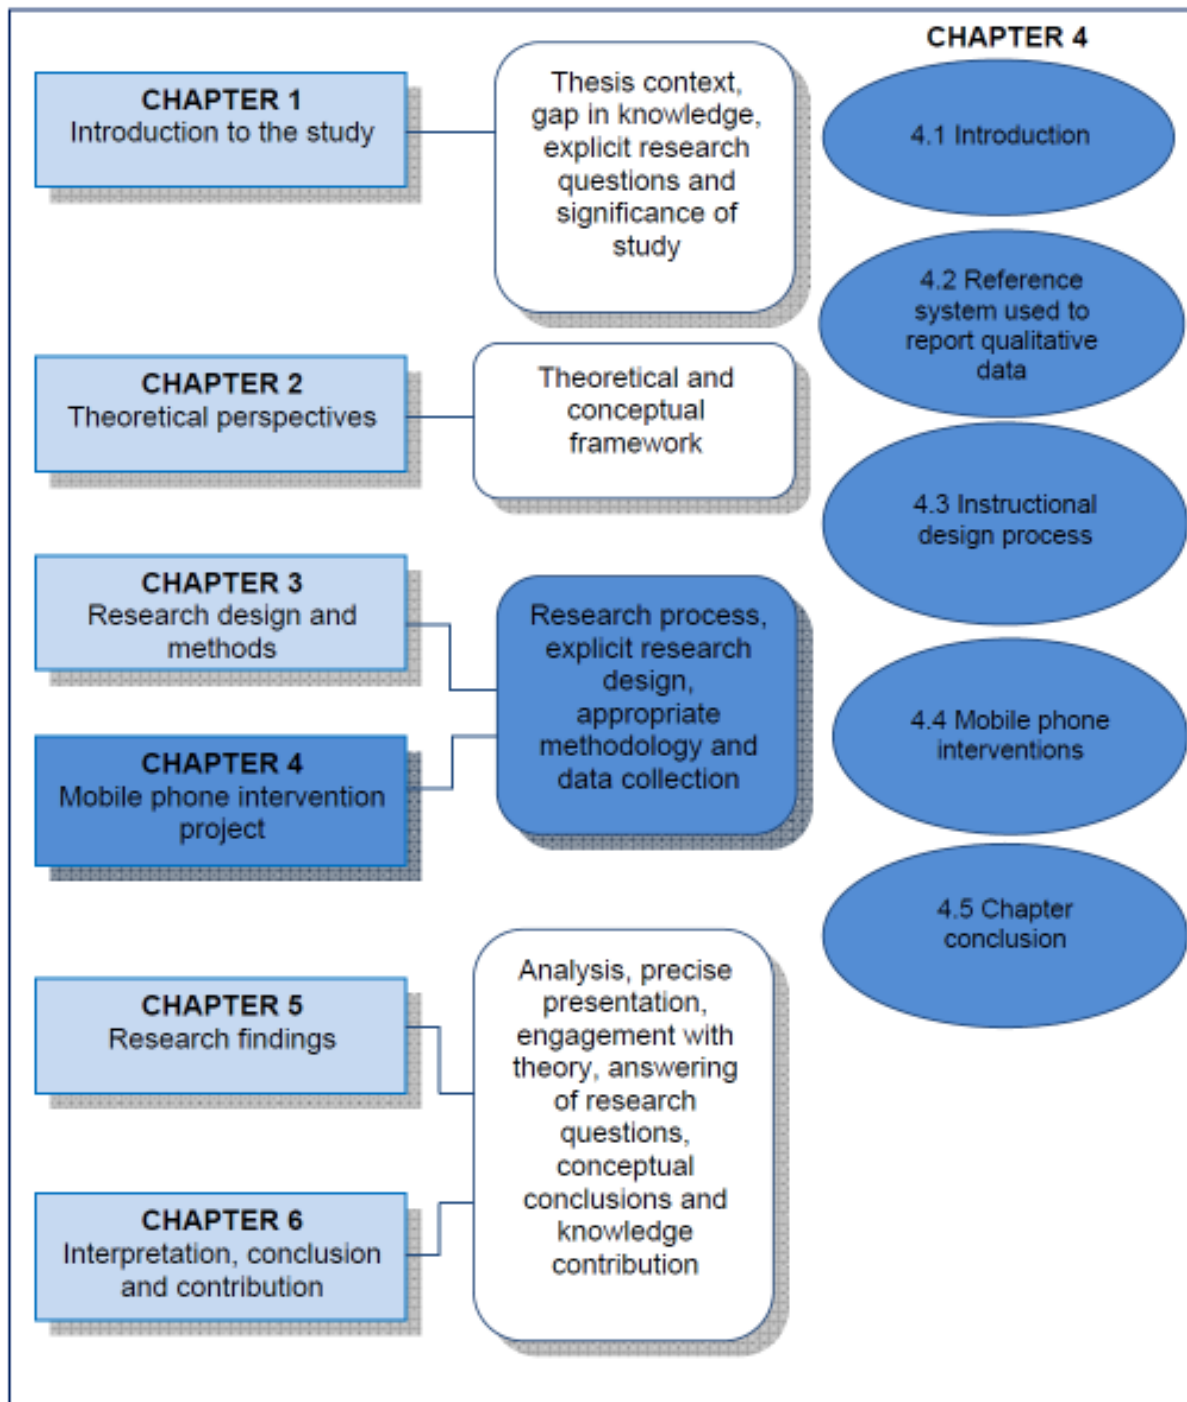 CHAPTER 1
Introduction to the study
Thesis context,
gap in knowledge,
explicit research
questions and
significance of
study
CHAPTER 2
Theoretical perspectives
Theoretical and
conceptual
framework
CHAPTER 3
Research design and
methods
CHAPTER 4
Mobile phone intervention
project
Research process,
explicit research
design,
appropriate
methodology and
data collection
CHAPTER 5
Research findings
CHAPTER 6
Interpretation, conclusion
and contribution
Analysis, precise
presentation,
engagement with
theory, answering
of research
questions,
conceptual
conclusions and
knowledge
contribution
CHAPTER 4
4.1 Introduction
4.2 Reference
system used to
report qualitative
data
4.3 Instructional
design process
4.4 Mobile phone
interventions
4.5 Chapter
conclusion